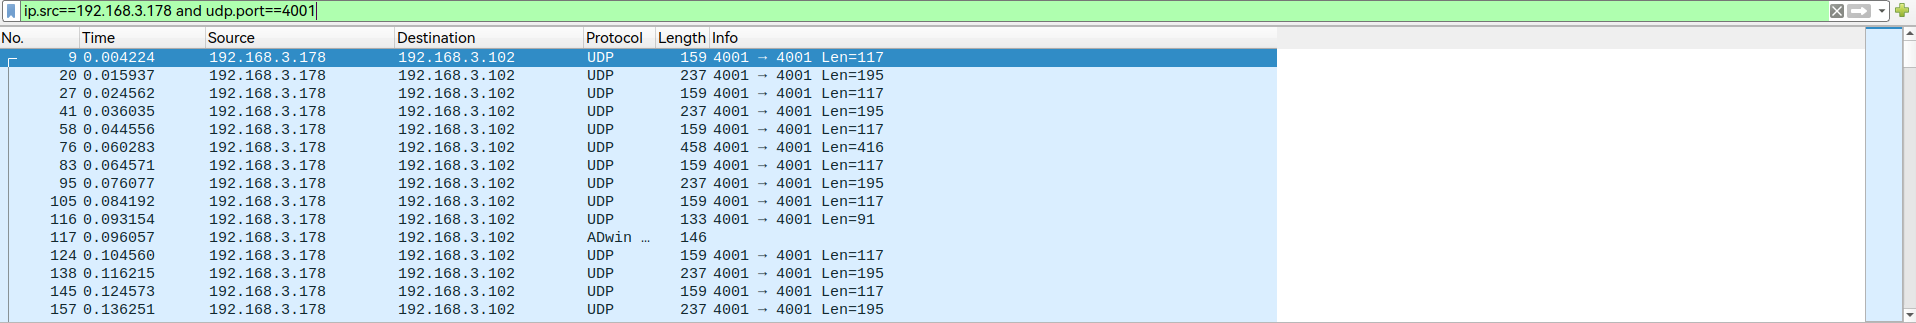 ip.src==192.168.3.178 and udp.port==4001
No. Time Source Destination Protocol Length Info
9 0.004224 192.168.3.178 192.168.3.102 UDP 159 4001 → 4001 Len=117
20 0.015937 192.168.3.178 192.168.3.102 UDP 237 4001 → 4001 Len=195
27 0.024562 192.168.3.178 192.168.3.102 UDP 159 4001 → 4001 Len=117
41 0.036035 192.168.3.178 192.168.3.102 UDP 237 4001 → 4001 Len=195
58 0.044556 192.168.3.178 192.168.3.102 UDP 159 4001 → 4001 Len=117
76 0.060283 192.168.3.178 192.168.3.102 UDP 458 4001 → 4001 Len=416
83 0.064571 192.168.3.178 192.168.3.102 UDP 159 4001 → 4001 Len=117
95 0.076077 192.168.3.178 192.168.3.102 UDP 237 4001 → 4001 Len=195
105 0.084192 192.168.3.178 192.168.3.102 UDP 159 4001 → 4001 Len=117
116 0.093154 192.168.3.178 192.168.3.102 UDP 133 4001 → 4001 Len=91
117 0.096057 192.168.3.178 192.168.3.102 ADwin … 146
124 0.104560 192.168.3.178 192.168.3.102 UDP 159 4001 → 4001 Len=117
138 0.116215 192.168.3.178 192.168.3.102 UDP 237 4001 → 4001 Len=195
145 0.124573 192.168.3.178 192.168.3.102 UDP 159 4001 → 4001 Len=117
157 0.136251 192.168.3.178 192.168.3.102 UDP 237 4001 → 4001 Len=195